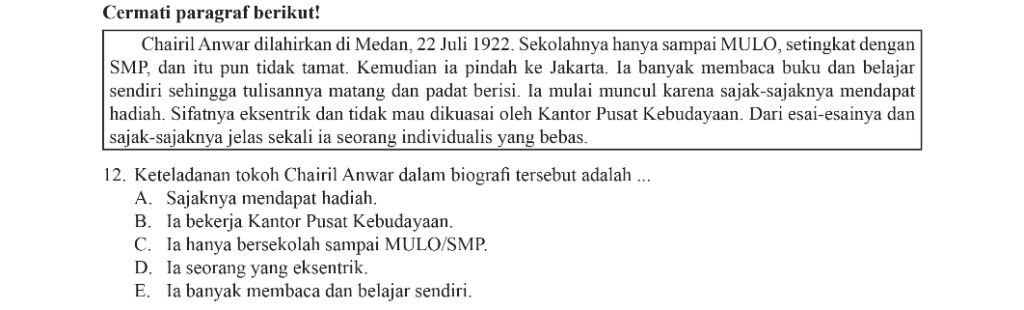 Cermati paragraf berikut!
Chairil Anwar dilahirkan di Medan, 22 Juli 1922. Sekolahnya hanya sampai MULO, setingkat dengan
SMP, dan itu pun tidak tamat. Kemudian ia pindah ke Jakarta. Ia banyak membaca buku dan belajar
sendiri sehingga tulisannya matang dan padat berisi. Ia mulai muncul karena sajak-sajaknya mendapat
hadiah. Sifatnya eksentrik dan tidak mau dikuasai oleh Kantor Pusat Kebudayaan. Dari esai-esainya dan
sajak-sajaknya jelas sekali ia seorang individualis yang bebas.
12. Keteladanan tokoh Chairil Anwar dalam biografi tersebut adalah ...
A. Sajaknya mendapat hadiah.
B. Ia bekerja Kantor Pusat Kebudayaan.
C. Ia hanya bersekolah sampai MULO/SMP.
D. Ia seorang yang eksentrik.
E. Ia banyak membaca dan belajar sendiri.